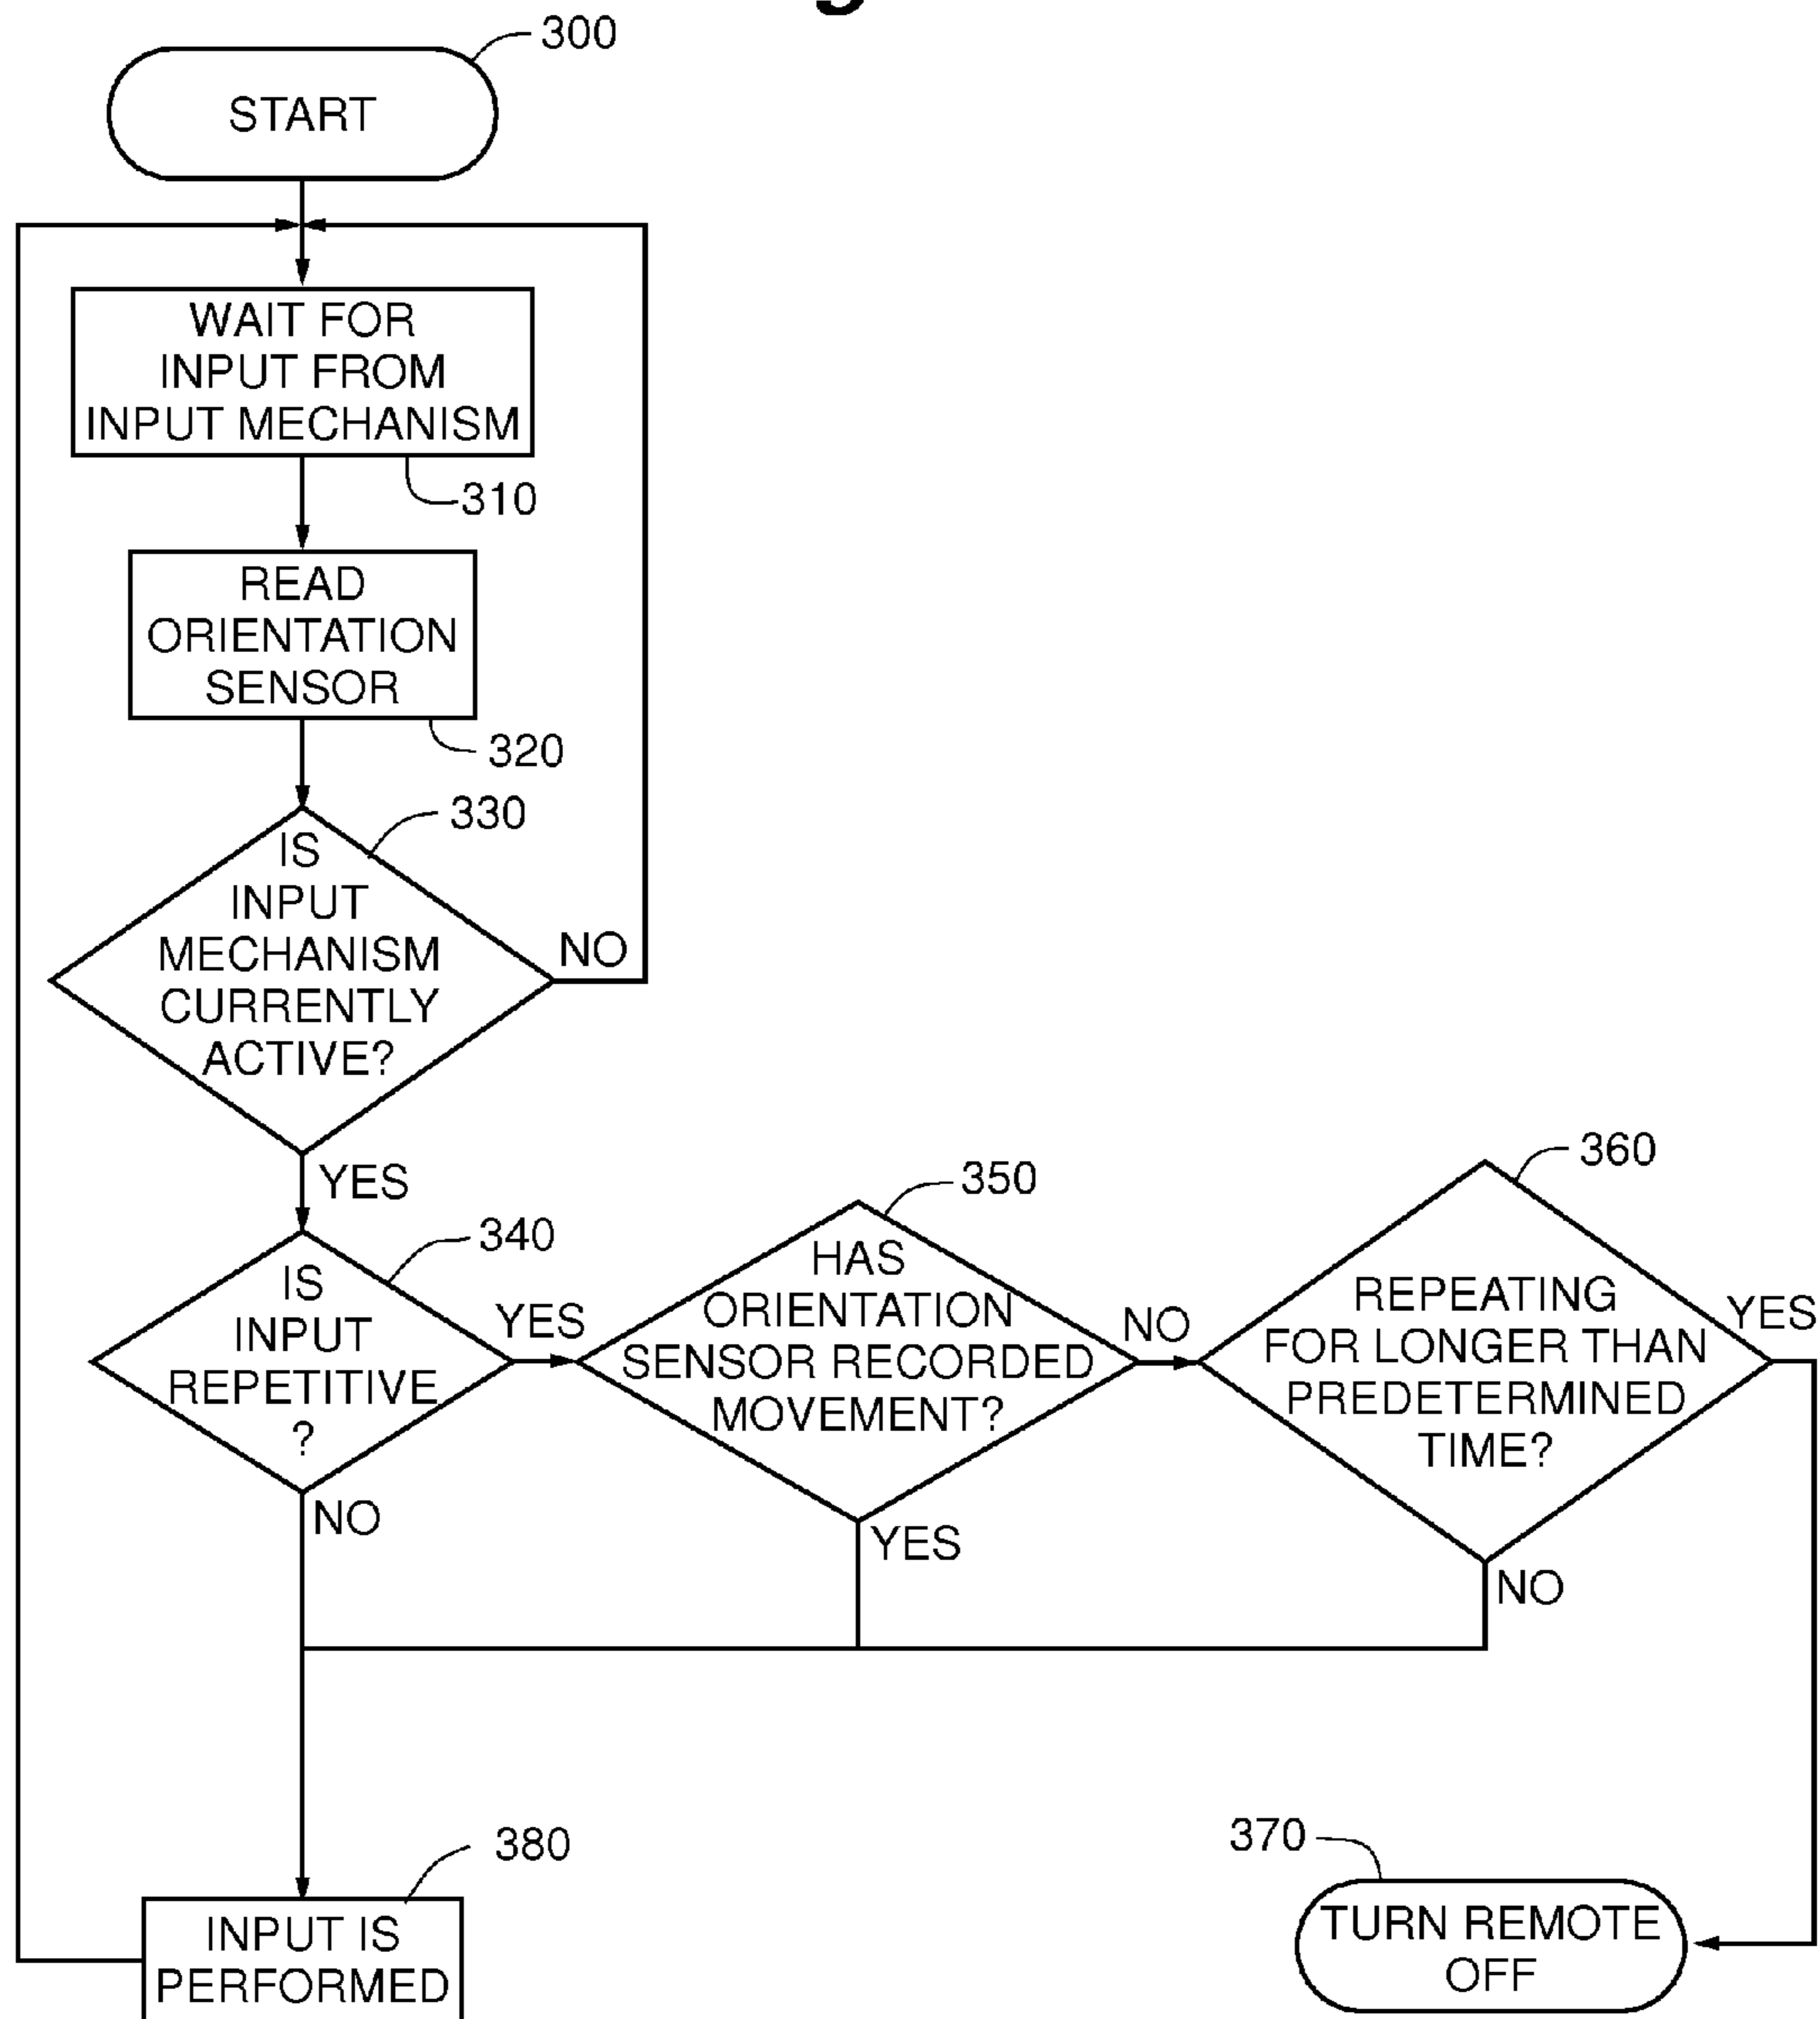 300
START
WAIT FOR
INPUT FROM
INPUT MECHANISM
310
READ
ORIENTATION
SENSOR
320
330
IS
INPUT
MECHANISM
CURRENTLY
ACTIVE?
NO
YES
340
IS
INPUT
REPETITIVE
?
YES
NO
350
HAS
ORIENTATION
SENSOR RECORDED
MOVEMENT?
NO
YES
360
REPEATING
FOR LONGER THAN
PREDETERMINED
TIME?
YES
NO
380
INPUT IS
PERFORMED
370
TURN REMOTE
OFF